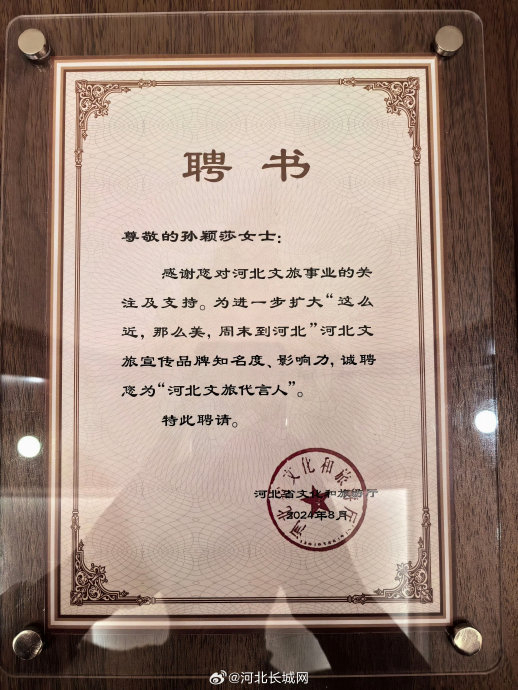 聘书
尊敬的孙颖莎女士：
感谢您对河北文旅事业的关
注及支持。为进一步扩大“这么
近，那么美，周末到河北”河北文
旅宣传品牌知名度、影响力，诚聘
您为“河北文旅代言人”。
特此聘请。
河北省文化和旅游厅
2024年8月
@河北长城网